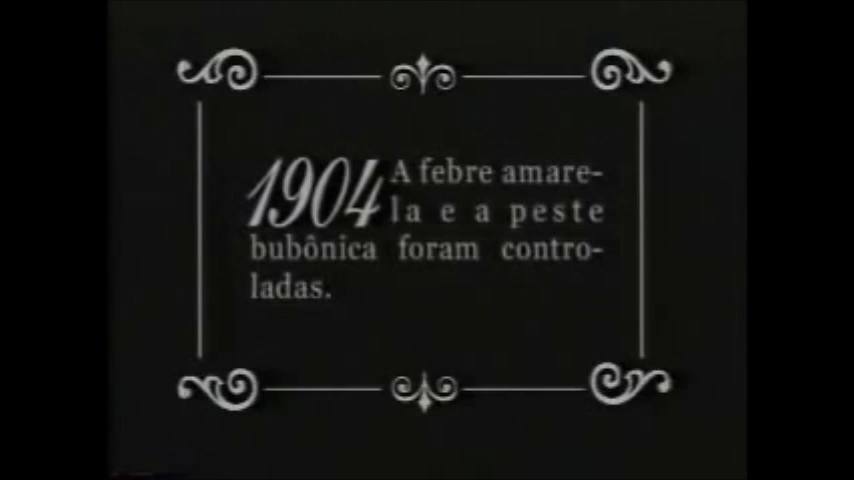 1904 A febre amare-
la e a peste
bubônica foram contro-
ladas.